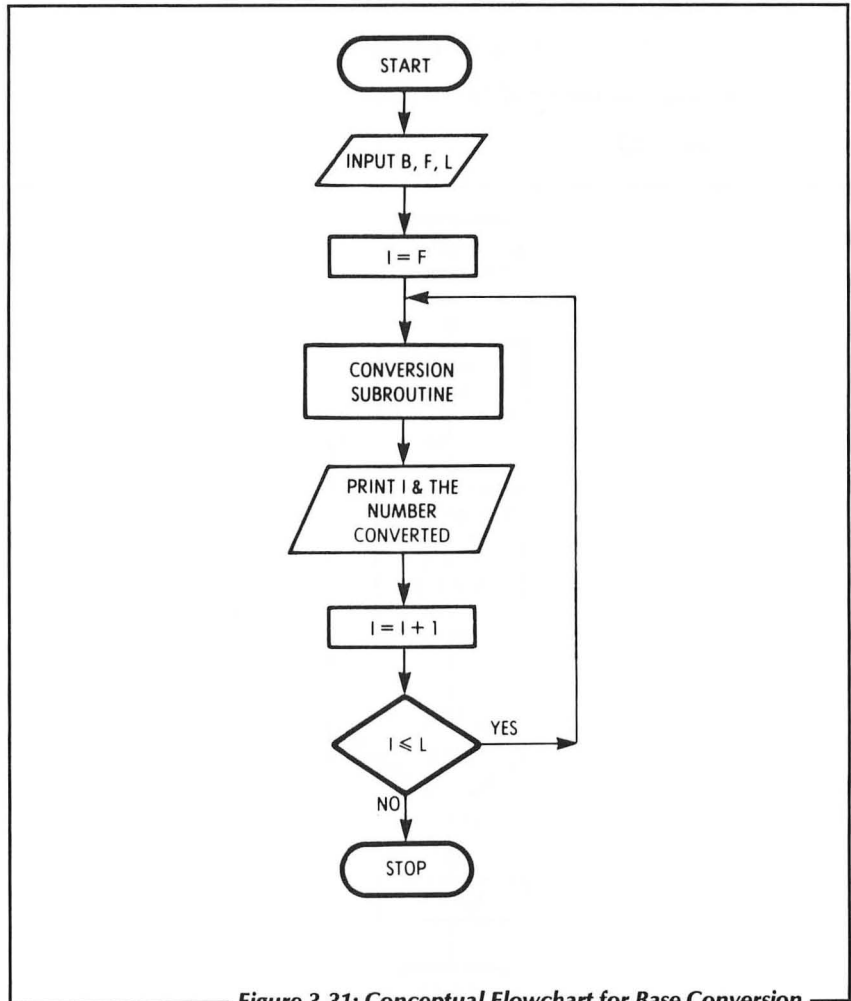 START
INPUT B, F, L
I = F
CONVERSION
SUBROUTINE
PRINT I & THE
NUMBER
CONVERTED
I = I + 1
I ⩽ L
YES
NO
STOP
Figure 3.31: Conceptual Flowchart for Base Conversion